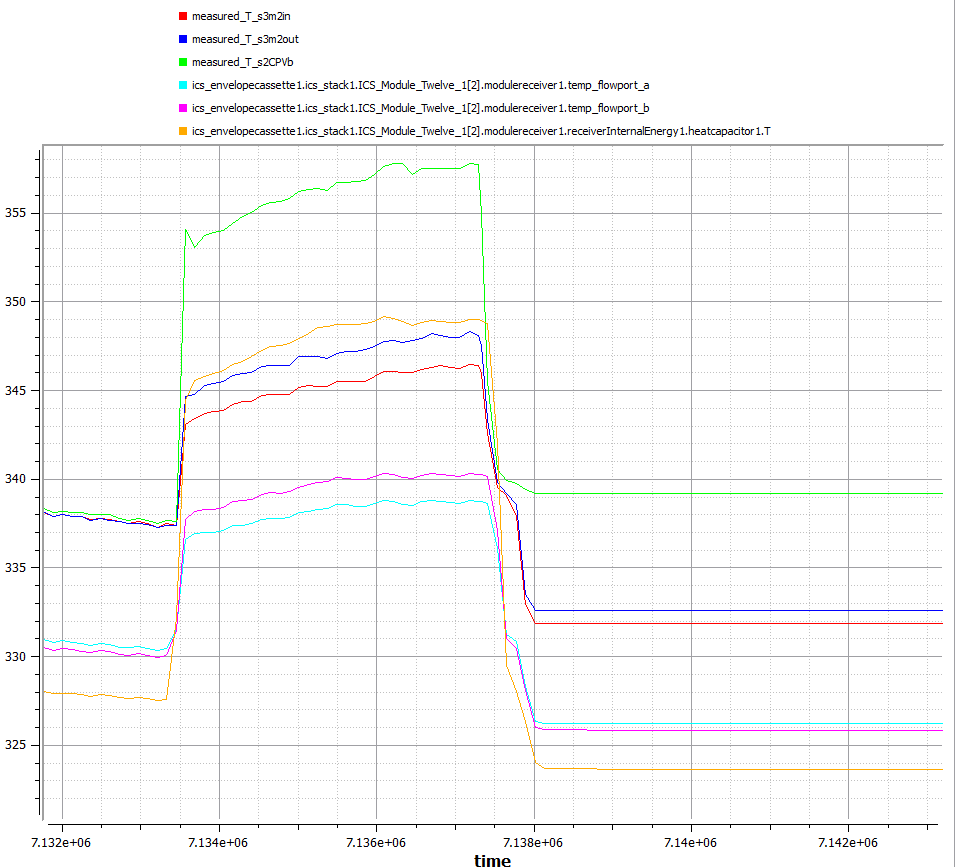 measured_T_s3m2in
measured_T_s3m2out
measured_T_s2CPVb
ics_envelopecassette1.ics_stack1.ICS_Module_Twelve_1[2].modulereceiver1.temp_flowport_a
ics_envelopecassette1.ics_stack1.ICS_Module_Twelve_1[2].modulereceiver1.temp_flowport_b
ics_envelopecassette1.ics_stack1.ICS_Module_Twelve_1[2].modulereceiver1.receiverInternalEnergy1.heatcapacitor1.T
355
350
345
340
335
330
325
7.132e+06 7.134e+06 7.136e+06 7.138e+06 7.14e+06 7.142e+06
time